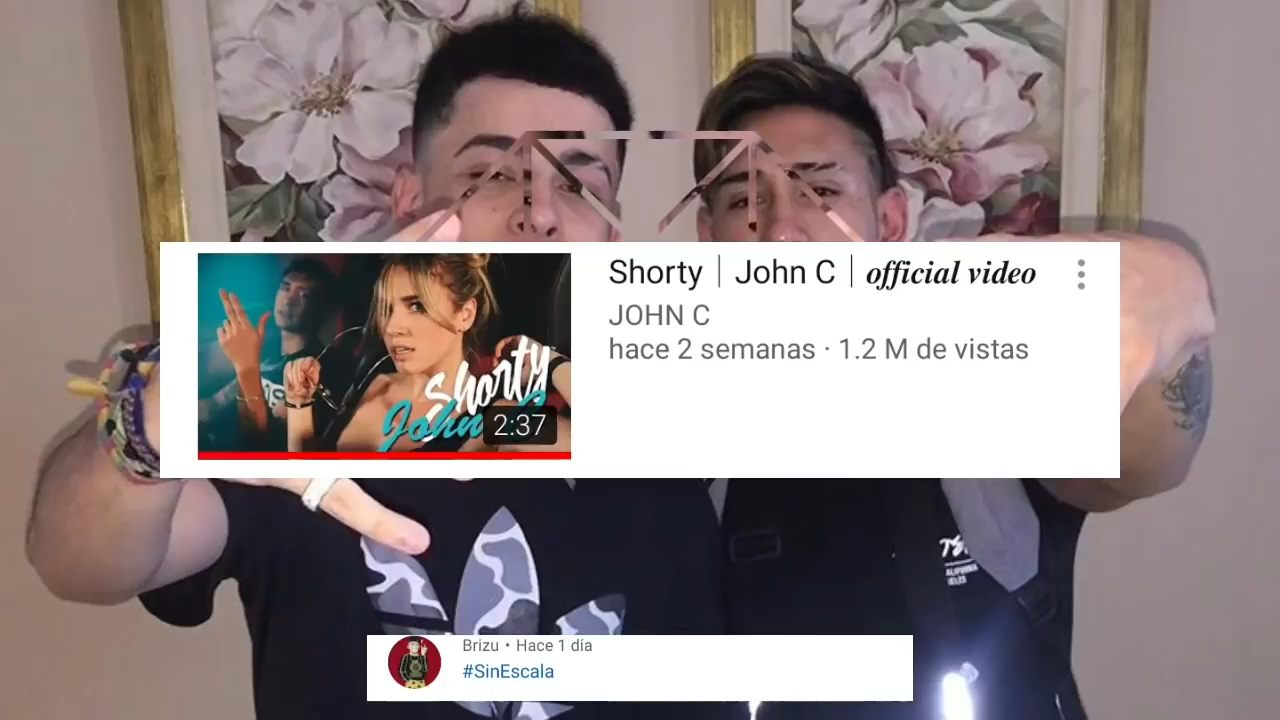 Shorty | John C | official video
JOHN C
hace 2 semanas · 1.2 M de vistas
Shorty
John
2:37
Brizu • Hace 1 día
#SinEscala